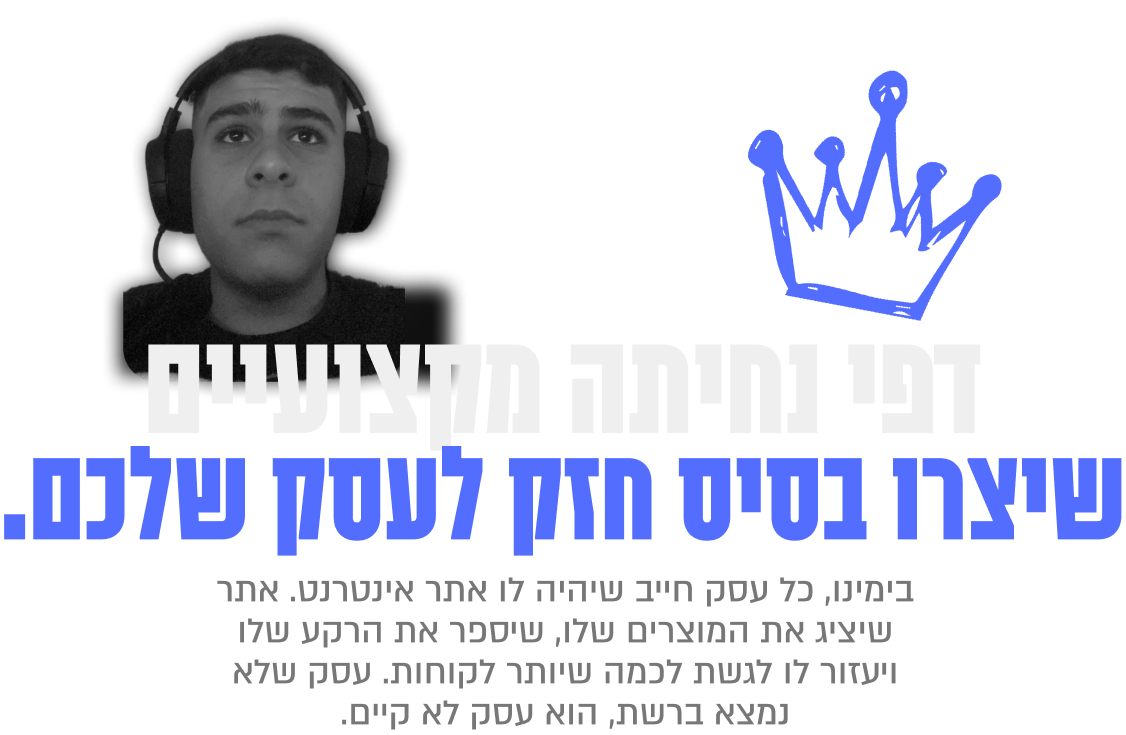 דפי נחיתה מקצועיים
שיצרו בסיס חזק לעסק שלכם.
בימינו, כל עסק חייב שיהיה לו אתר אינטרנט. אתר
שיציג את המוצרים שלו, שיספר את הרקע שלו
ויעזור לו לגשת לכמה שיותר לקוחות. עסק שלא
נמצא ברשת, הוא עסק לא קיים.